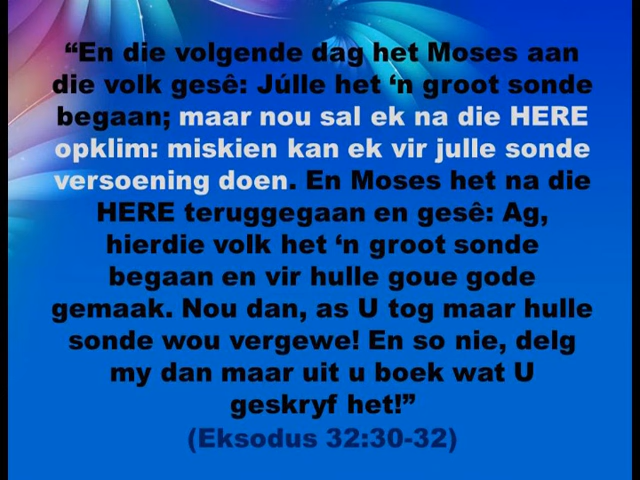 “En die volgende dag het Moses aan
die volk gesê: Júlle het ‘n groot sonde
begaan; maar nou sal ek na die HERE
opklim: miskien kan ek vir julle sonde
versoening doen. En Moses het na die
HERE teruggegaan en gesê: Ag,
hierdie volk het ‘n groot sonde
begaan en vir hulle goue gode
gemaak. Nou dan, as U tog maar hulle
sonde wou vergewe! En so nie, delg
my dan maar uit u boek wat U
geskryf het!”
(Eksodus 32:30-32)